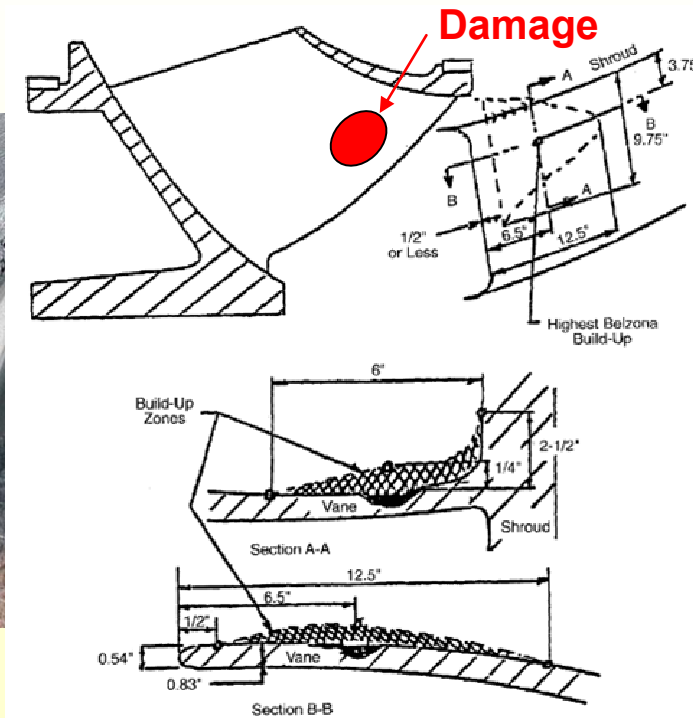 Damage
A
Shroud
3.75
B
9.75"
B
A
6.5"
12.5"
1/2"
or Less
Highest Belzona
Build-Up
6"
Build-Up
Zones
2-1/2"
1/4"
Vane
Shroud
Section A-A
12.5"
6.5"
1/2"
0.54"
Vane
0.83"
Section B-B